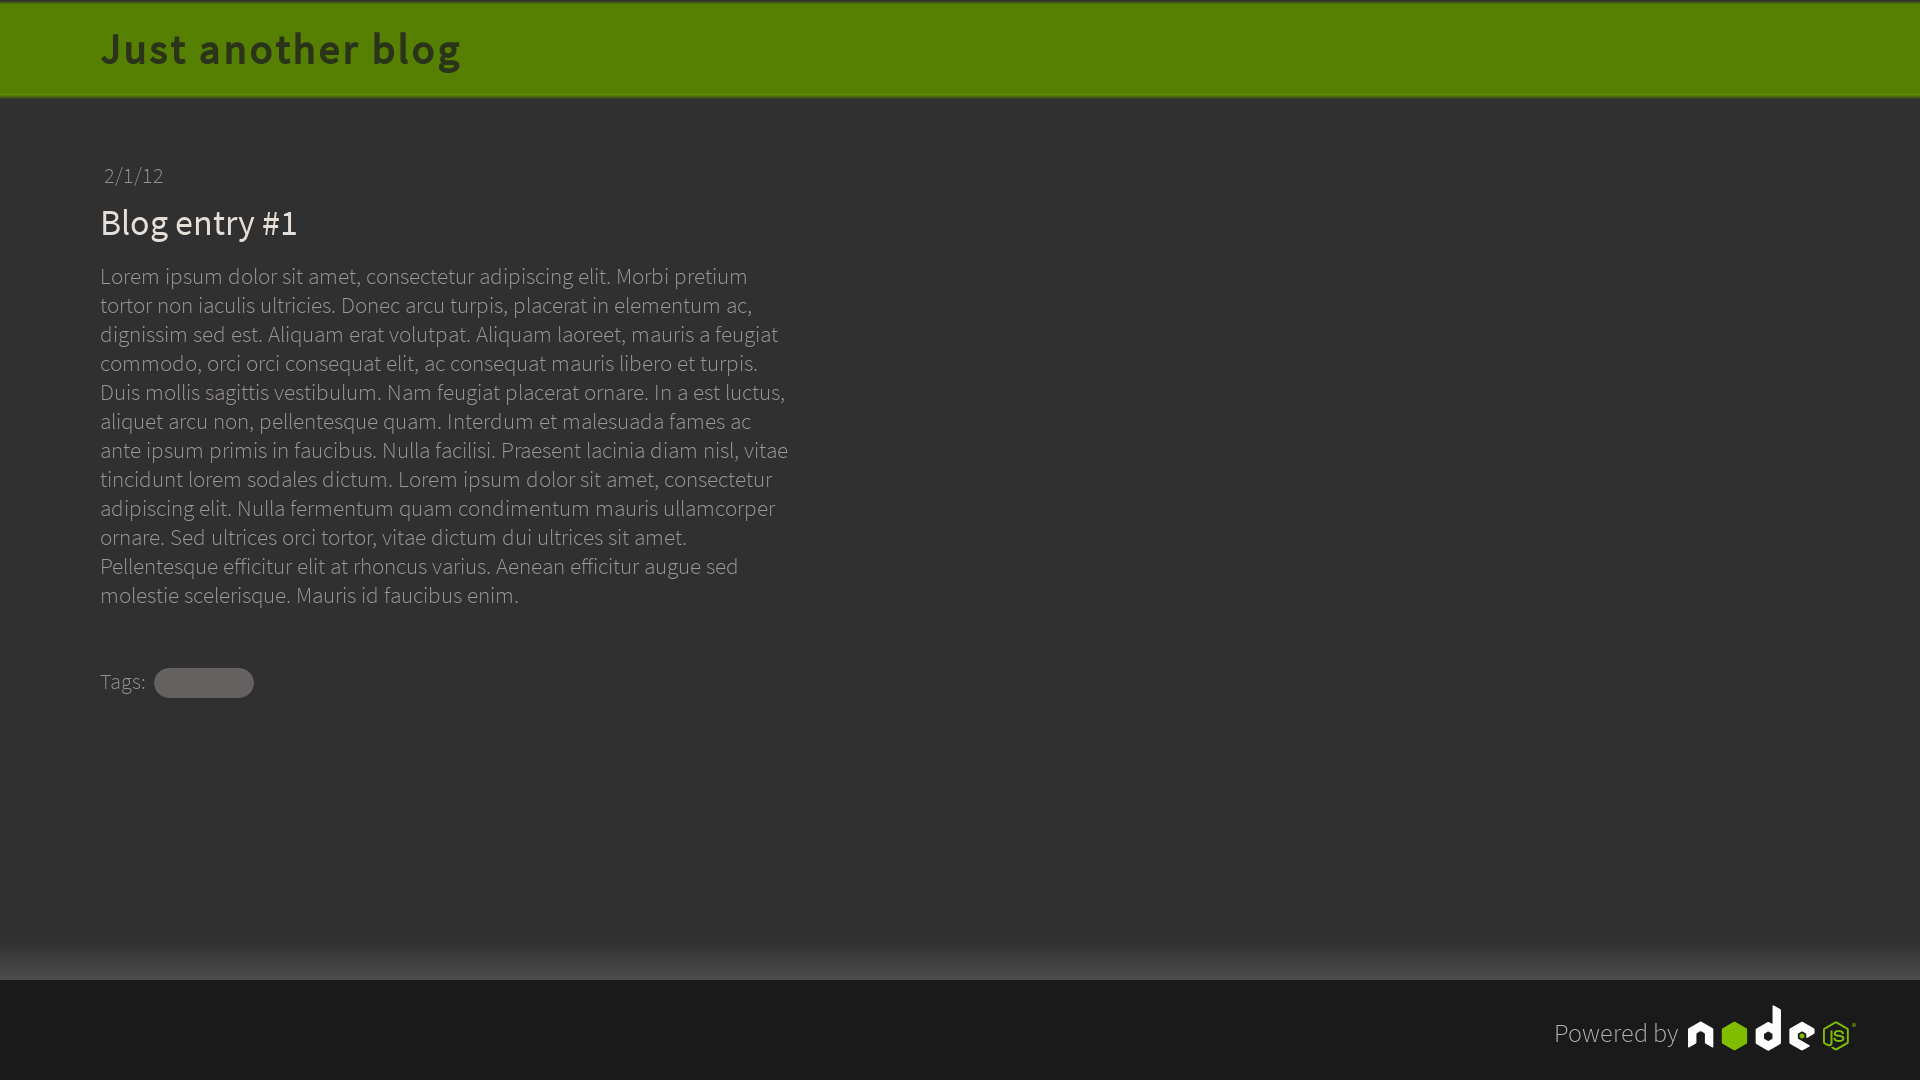 Just another blog
2/1/12
Blog entry #1
Lorem ipsum dolor sit amet, consectetur adipiscing elit. Morbi pretium
tortor non iaculis ultricies. Donec arcu turpis, placerat in elementum ac,
dignissim sed est. Aliquam erat volutpat. Aliquam laoreet, mauris a feugiat
commodo, orci orci consequat elit, ac consequat mauris libero et turpis.
Duis mollis sagittis vestibulum. Nam feugiat placerat ornare. In a est luctus,
aliquet arcu non, pellentesque quam. Interdum et malesuada fames ac
ante ipsum primis in faucibus. Nulla facilisi. Praesent lacinia diam nisl, vitae
tincidunt lorem sodales dictum. Lorem ipsum dolor sit amet, consectetur
adipiscing elit. Nulla fermentum quam condimentum mauris ullamcorper
ornare. Sed ultrices orci tortor, vitae dictum dui ultrices sit amet.
Pellentesque efficitur elit at rhoncus varius. Aenean efficitur augue sed
molestie scelerisque. Mauris id faucibus enim.
Tags:
Powered by node JS